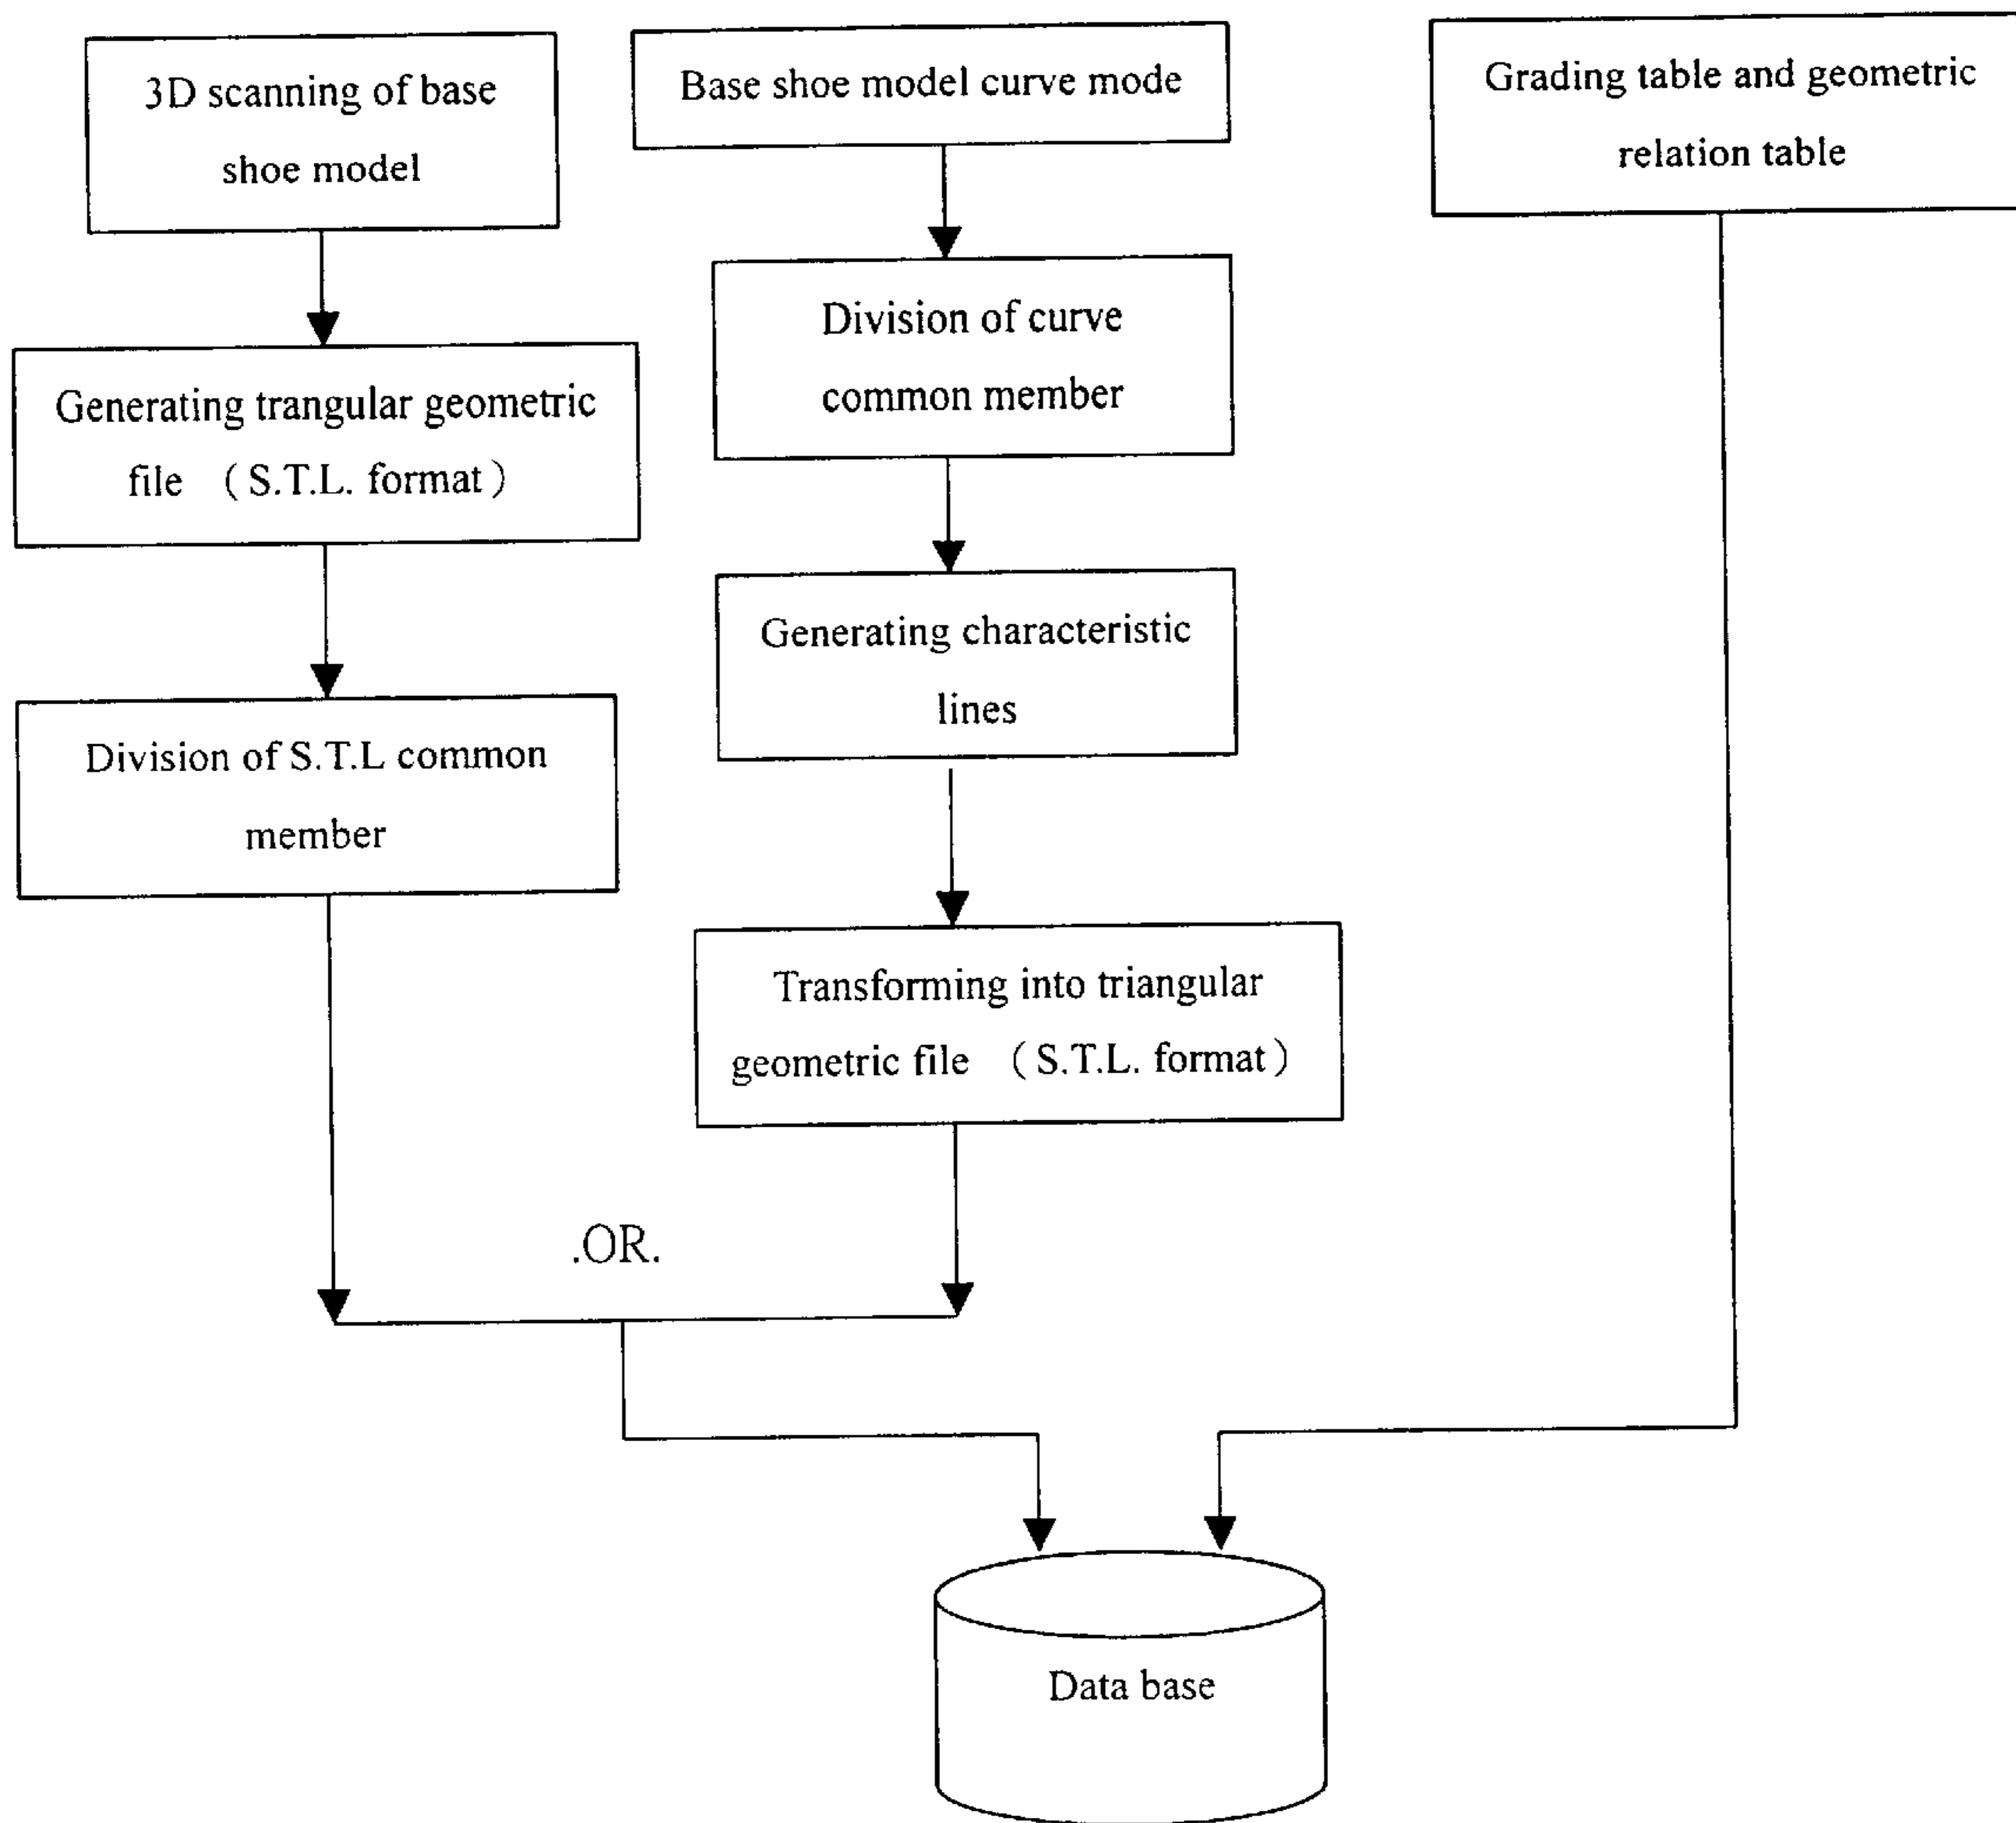 3D scanning of base
shoe model
Base shoe model curve mode
Grading table and geometric
relation table
Generating trangular geometric
file （S.T.L. format）
Division of curve
common member
Division of S.T.L common
member
Generating characteristic
lines
Transforming into triangular
geometric file （S.T.L. format）
.OR.
Data base